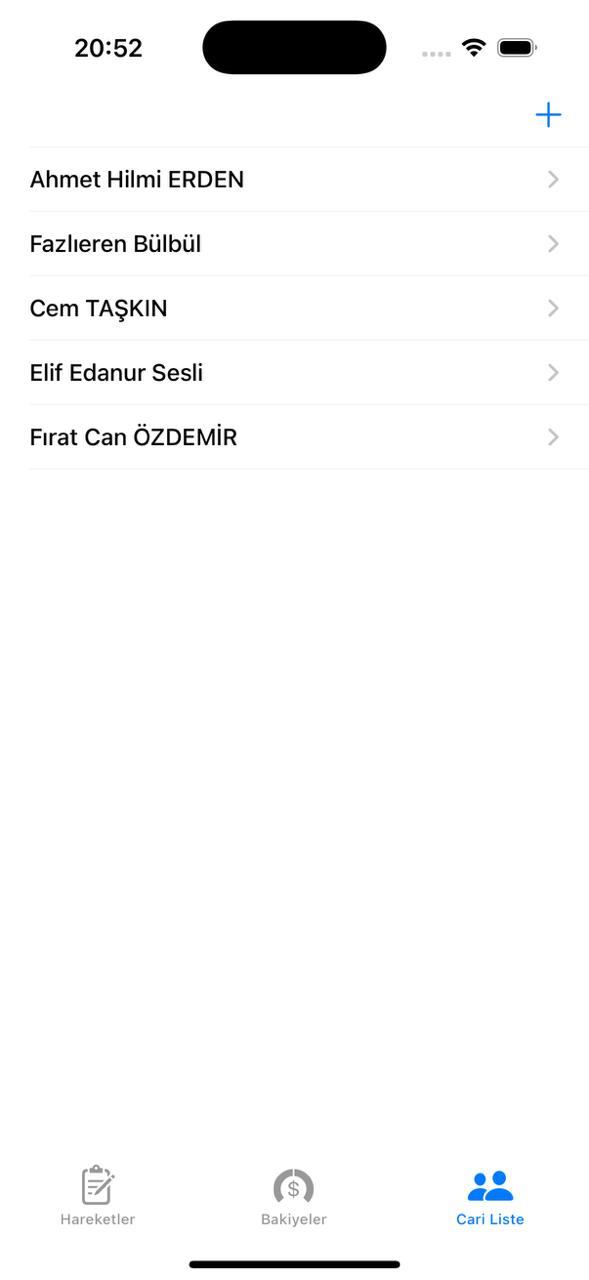 20:52
Ahmet Hilmi ERDEN
Fazlıeren Bülbül
Cem TAŞKIN
Elif Edanur Sesli
Fırat Can ÖZDEMİR
Hareketler
Bakiyeler
Cari Liste